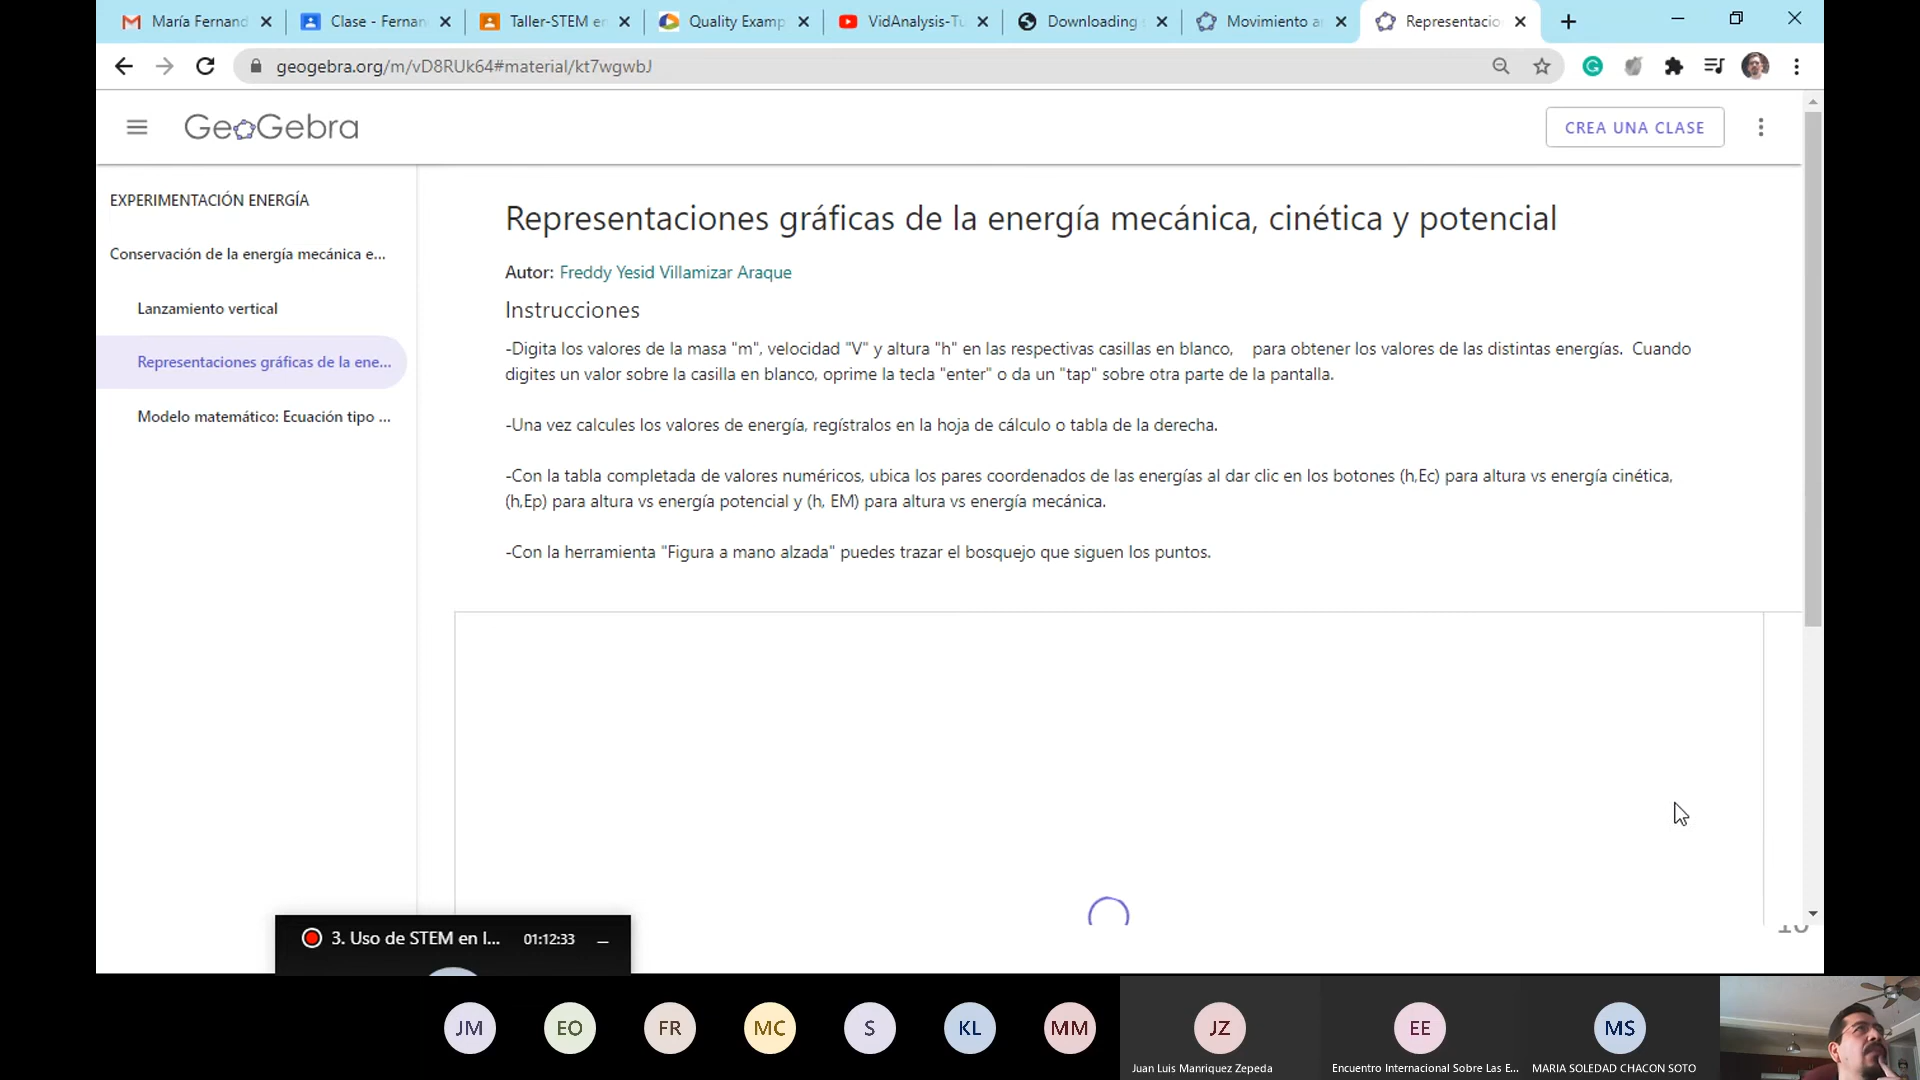 María Fernand
Clase - Fernan
Taller-STEM en
Quality Examp
VidAnalysis-Tu
Downloading
Movimiento a
Representacio
geogebra.org/m/vD8RUk64#material/kt7wgwbJ
GeoGebra
CREA UNA CLASE
EXPERIMENTACIÓN ENERGÍA
Conservación de la energía mecánica e...
Lanzamiento vertical
Representaciones gráficas de la ene...
Modelo matemático: Ecuación tipo ...
Representaciones gráficas de la energía mecánica, cinética y potencial
Autor: Freddy Yesid Villamizar Araque
Instrucciones
-Digita los valores de la masa "m", velocidad "V" y altura "h" en las respectivas casillas en blanco, para obtener los valores de las distintas energías. Cuando
digites un valor sobre la casilla en blanco, oprime la tecla "enter" o da un "tap" sobre otra parte de la pantalla.
-Una vez calcules los valores de energía, regístralos en la hoja de cálculo o tabla de la derecha.
-Con la tabla completada de valores numéricos, ubica los pares coordenados de las energías al dar clic en los botones (h,Ec) para altura vs energía cinética,
(h,Ep) para altura vs energía potencial y (h, EM) para altura vs energía mecánica.
-Con la herramienta "Figura a mano alzada" puedes trazar el bosquejo que siguen los puntos.
3. Uso de STEM en l... 01:12:33
JM
EO
FR
MC
S
KL
MM
JZ
EE
MS
Juan Luis Manriquez Zepeda
Encuentro Internacional Sobre Las E...
MARIA SOLEDAD CHACON SOTO